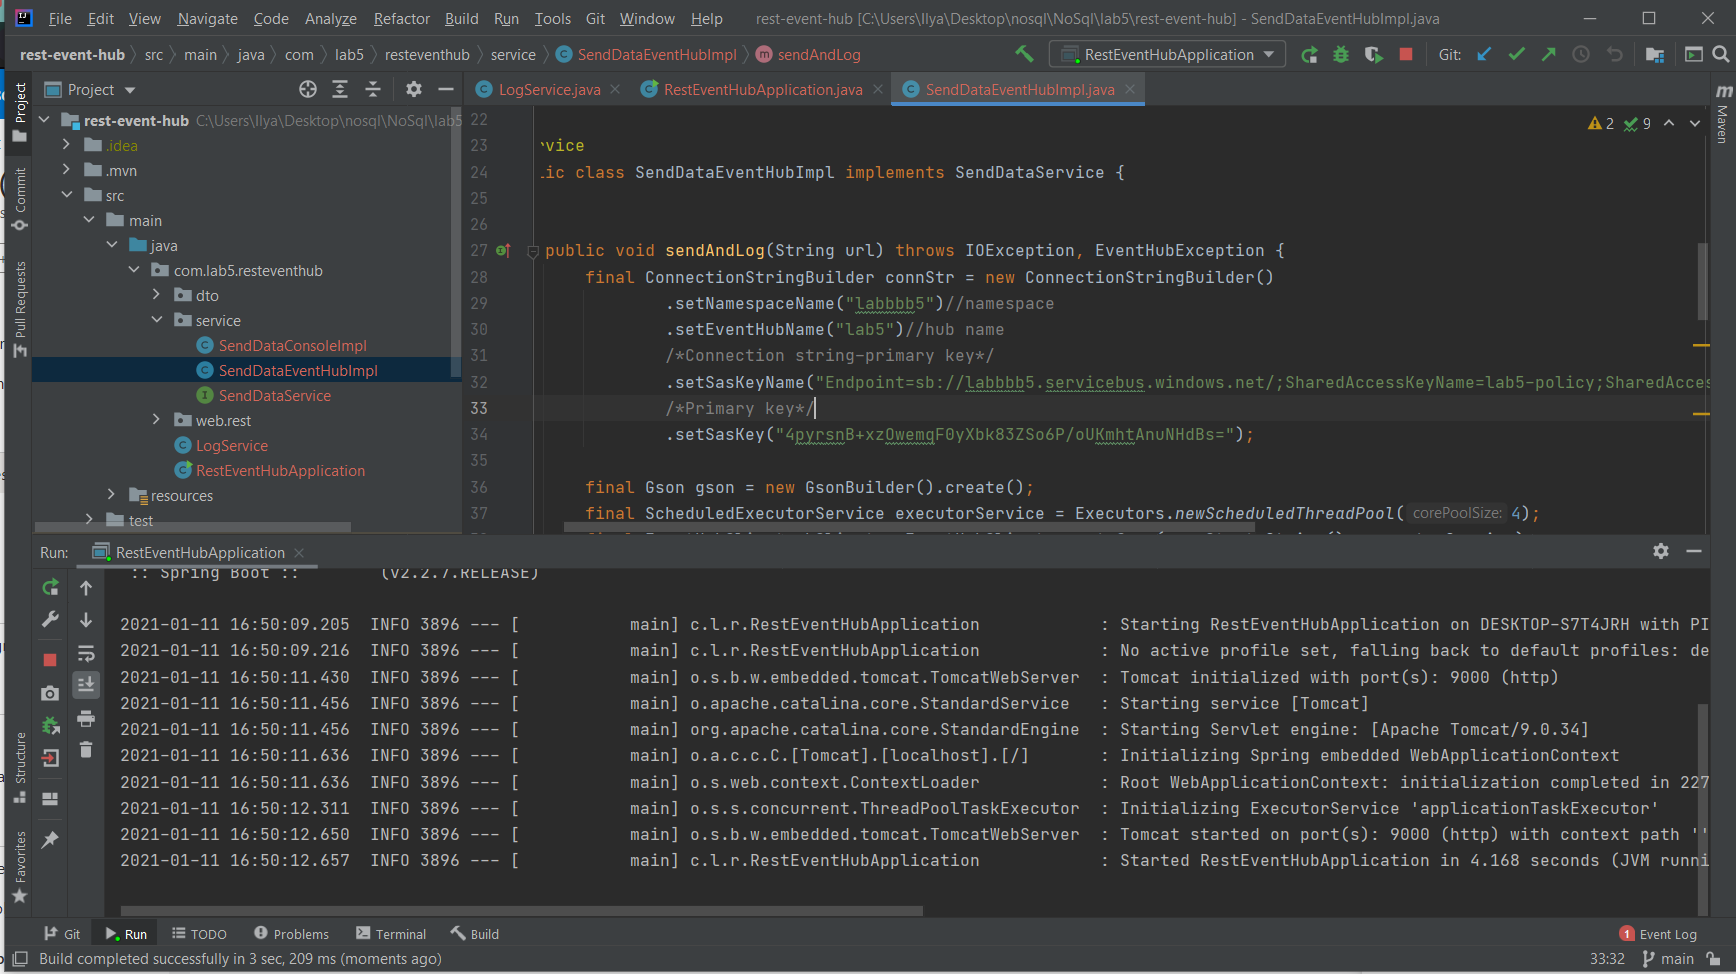 File Edit View Navigate Code Analyze Refactor Build Run Tools Git Window Help rest-event-hub [C:\Users\Ilya\Desktop\nosql\NoSql\lab5\rest-event-hub] - SendDataEventHubImpl.java
rest-event-hub src main java com lab5 resteventhub service SendDataEventHubImpl sendAndLog RestEventHubApplication Git:
Project
LogService.java RestEventHubApplication.java SendDataEventHubImpl.java
rest-event-hub C:\Users\Ilya\Desktop\nosql\NoSql\lab5
.idea
.mvn
src
main
java
com.lab5.resteventhub
dto
service
SendDataConsoleImpl
SendDataEventHubImpl
SendDataService
web.rest
LogService
RestEventHubApplication
resources
test
2 9
22
23 vice
24 ic class SendDataEventHubImpl implements SendDataService {
25
26
27 public void sendAndLog(String url) throws IOException, EventHubException {
28 final ConnectionStringBuilder connStr = new ConnectionStringBuilder()
29 .setNamespaceName("labbbb5")//namespace
30 .setEventHubName("lab5")//hub name
31 /*Connection string-primary key*/
32 .setSasKeyName("Endpoint=sb://labbbb5.servicebus.windows.net/;SharedAccessKeyName=lab5-policy;SharedAcces
33 /*Primary key*/
34 .setSasKey("4pyrsnB+xzOwemqF0yXbk83ZSo6P/oUKmhtAnuNHdBs=");
35
36 final Gson gson = new GsonBuilder().create();
37 final ScheduledExecutorService executorService = Executors.newScheduledThreadPool( corePoolSize: 4);
Project
Commit
Pull Requests
Structure
Favorites
Maven
Run: RestEventHubApplication
:: Spring Boot :: (v2.2.7.RELEASE)
2021-01-11 16:50:09.205 INFO 3896 --- [ main] c.l.r.RestEventHubApplication : Starting RestEventHubApplication on DESKTOP-S7T4JRH with PI
2021-01-11 16:50:09.216 INFO 3896 --- [ main] c.l.r.RestEventHubApplication : No active profile set, falling back to default profiles: de
2021-01-11 16:50:11.430 INFO 3896 --- [ main] o.s.b.w.embedded.tomcat.TomcatWebServer : Tomcat initialized with port(s): 9000 (http)
2021-01-11 16:50:11.456 INFO 3896 --- [ main] o.apache.catalina.core.StandardService : Starting service [Tomcat]
2021-01-11 16:50:11.456 INFO 3896 --- [ main] org.apache.catalina.core.StandardEngine : Starting Servlet engine: [Apache Tomcat/9.0.34]
2021-01-11 16:50:11.636 INFO 3896 --- [ main] o.a.c.c.C.[Tomcat].[localhost].[/] : Initializing Spring embedded WebApplicationContext
2021-01-11 16:50:11.636 INFO 3896 --- [ main] o.s.web.context.ContextLoader : Root WebApplicationContext: initialization completed in 227
2021-01-11 16:50:12.311 INFO 3896 --- [ main] o.s.s.concurrent.ThreadPoolTaskExecutor : Initializing ExecutorService 'applicationTaskExecutor'
2021-01-11 16:50:12.650 INFO 3896 --- [ main] o.s.b.w.embedded.tomcat.TomcatWebServer : Tomcat started on port(s): 9000 (http) with context path ''
2021-01-11 16:50:12.657 INFO 3896 --- [ main] c.l.r.RestEventHubApplication : Started RestEventHubApplication in 4.168 seconds (JVM runni
Git Run TODO Problems Terminal Build 1 Event Log
Build completed successfully in 3 sec, 209 ms (moments ago) 33:32 main